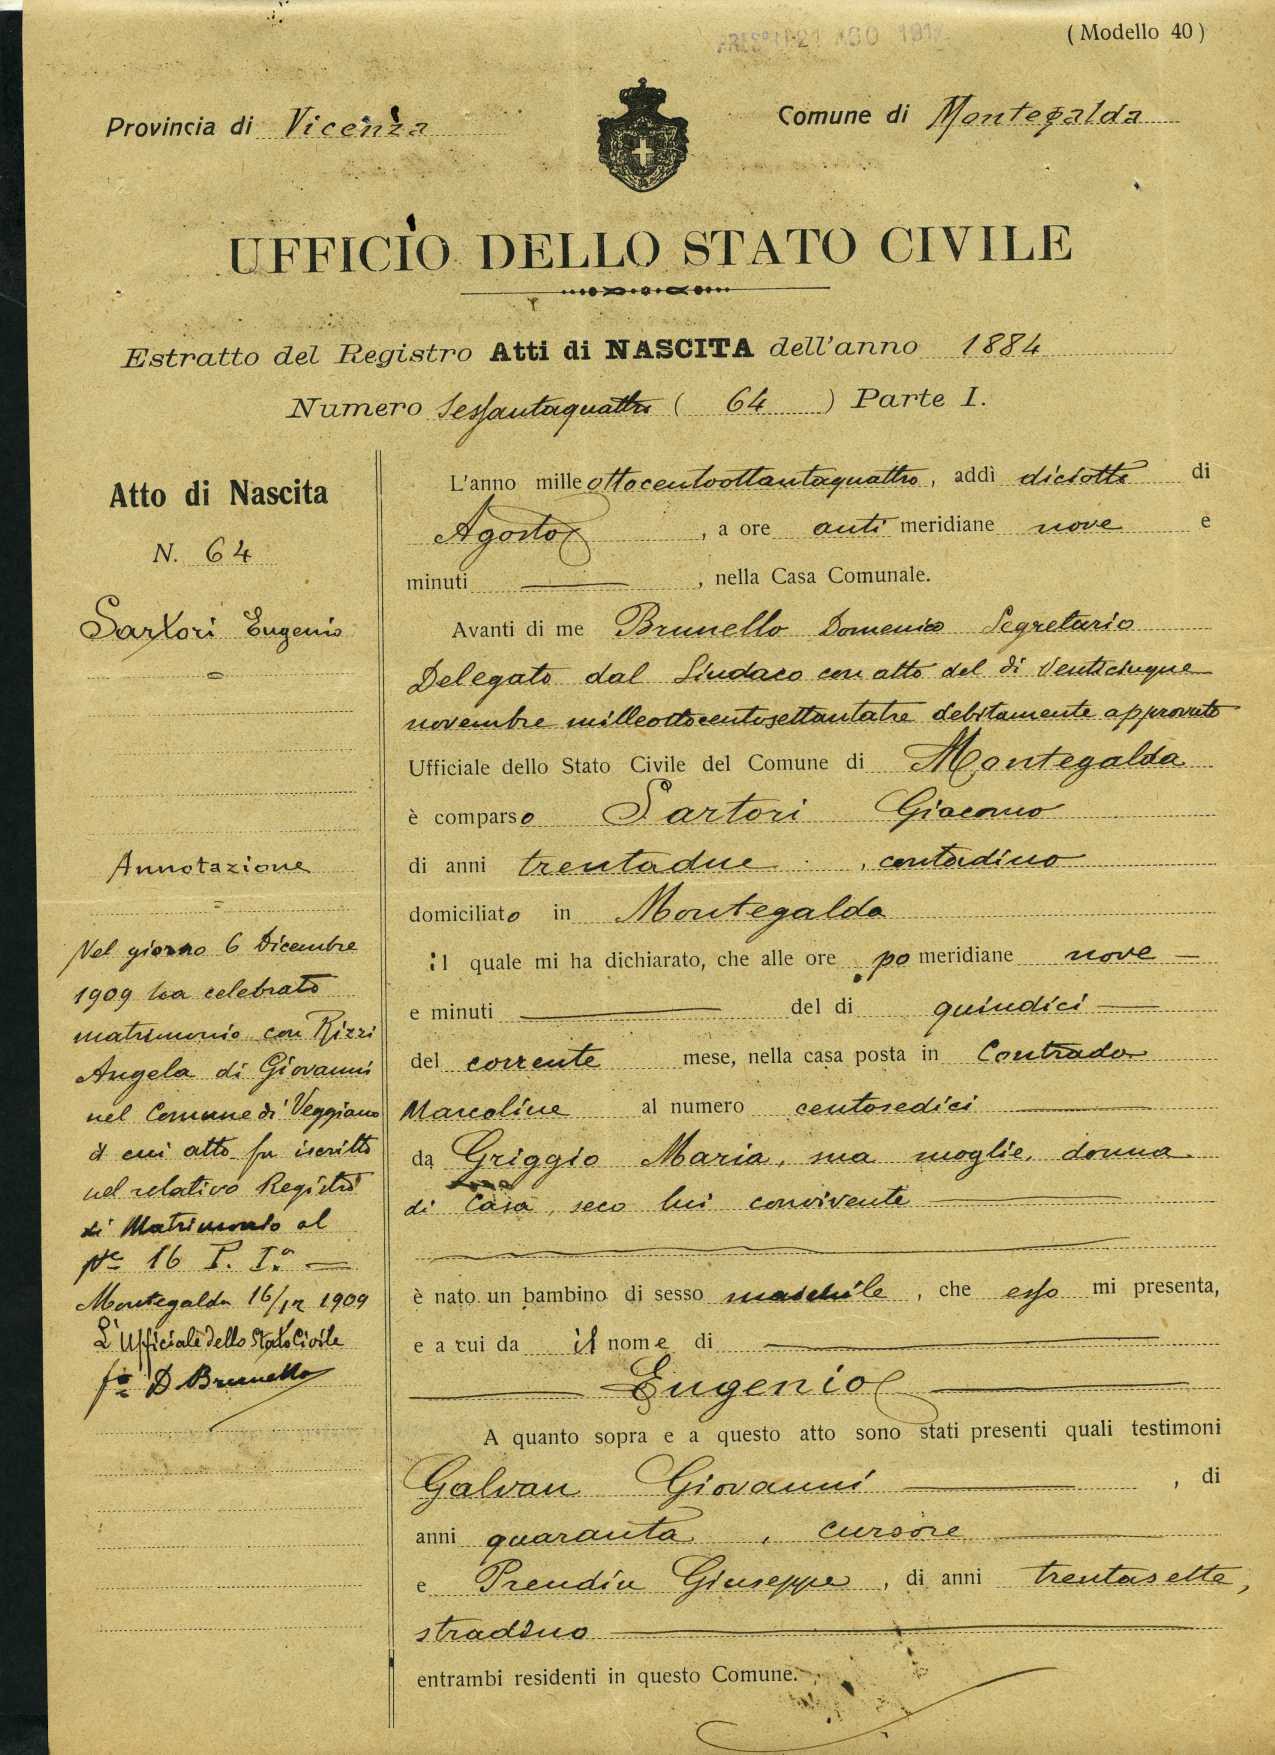 ( Modello 40 )
Provincia di Vicenza
Comune di Montegalda
UFFICIO DELLO STATO CIVILE
Estratto del Registro Atti di NASCITA dell'anno 1884
Numero Sessantaquattro ( 64 ) Parte I.
Atto di Nascita
N. 64
Sartori Eugenio
Annotazione
Nel giorno 6 Dicembre
1909 ha celebrato
matrimonio con Rizzi
Angela di Giovanni
nel Comune di Veggiano
il cui atto fu iscritto
nel relativo Registro
di Matrimonio al
N° 16 P. I.ª
Montegalda 16/12 1909
L'Ufficiale dello Stato Civile
fº D Brunello
L'anno mille ottocentoottantaquattro, addì diciotto di
Agosto, a ore anti meridiane nove e
minuti —, nella Casa Comunale.
Avanti di me Brunello Domenico Segretario
Delegato dal Sindaco con atto del dì Venticinque
novembre milleottocentosettantatre debitamente approvato
Ufficiale dello Stato Civile del Comune di Montegalda
è comparso Sartori Giacomo
di anni trentadue, contadino
domiciliato in Montegalda
il quale mi ha dichiarato, che alle ore po meridiane nove —
e minuti — del dì quindici —
del corrente mese, nella casa posta in Contrada
Marcoline al numero centosedici —
da Griggio Maria, sua moglie, donna
di Casa, seco lui convivente —
è nato un bambino di sesso maschile, che esso mi presenta,
e a cui da il nome di —
— Eugenio —
A quanto sopra e a questo atto sono stati presenti quali testimoni
Galvan Giovanni —, di
anni quaranta, cursore —
e Prendin Giuseppe, di anni trentasette,
stradino —
entrambi residenti in questo Comune.